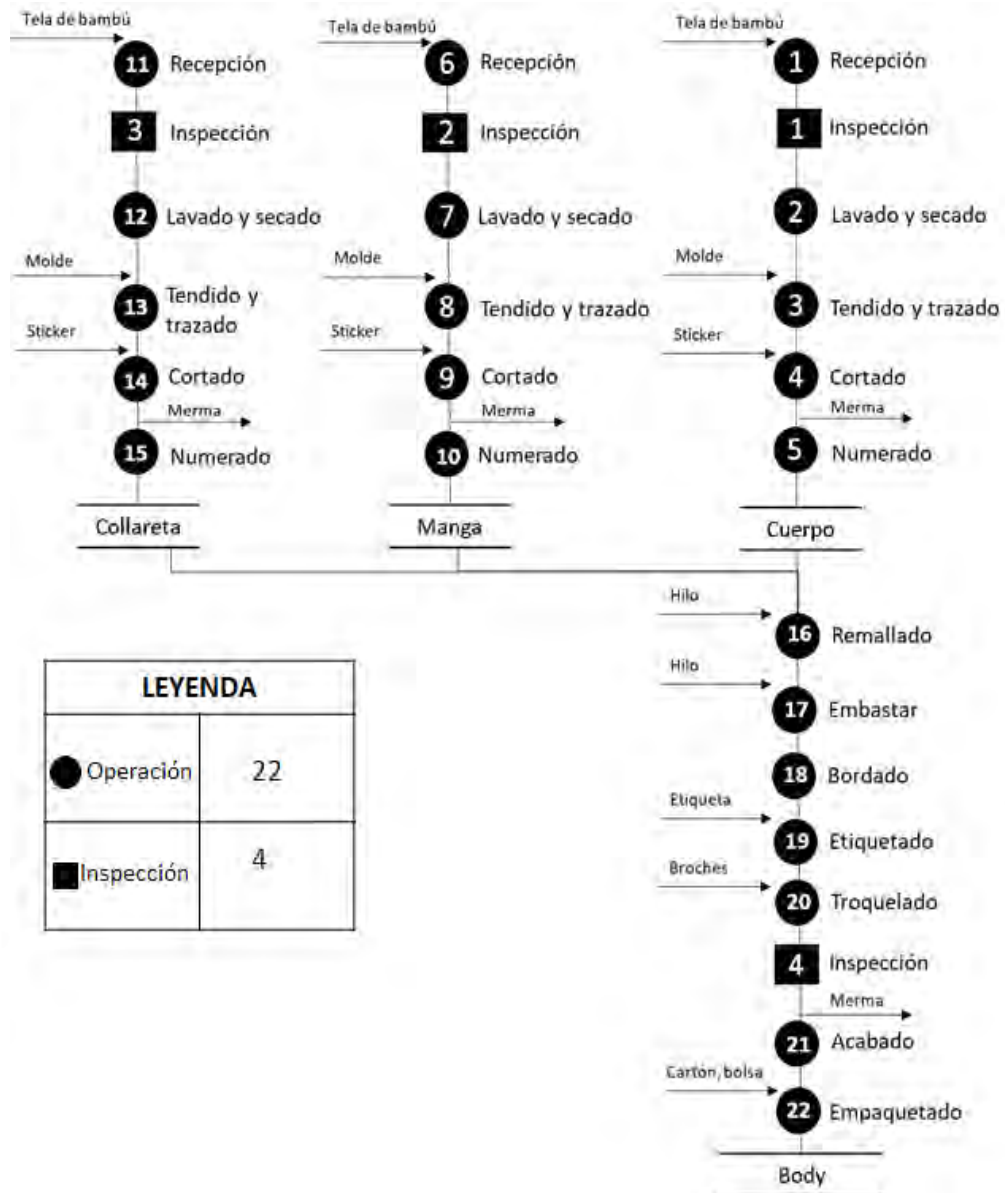 Tela de bambú
11 Recepción
3 Inspección
12 Lavado y secado
Molde
13 Tendido y
trazado
Sticker
14 Cortado
Merma
15 Numerado
Collareta
Tela de bambú
6 Recepción
2 Inspección
7 Lavado y secado
Molde
8 Tendido y trazado
Sticker
9 Cortado
Merma
10 Numerado
Manga
Tela de bambú
1 Recepción
1 Inspección
2 Lavado y secado
Molde
3 Tendido y trazado
Sticker
4 Cortado
Merma
5 Numerado
Cuerpo
Hilo
16 Remallado
Hilo
17 Embastar
18 Bordado
Etiqueta
19 Etiquetado
Broches
20 Troquelado
4 Inspección
Merma
21 Acabado
Cartón, bolsa
22 Empaquetado
Body
LEYENDA
Operación 22
Inspección 4